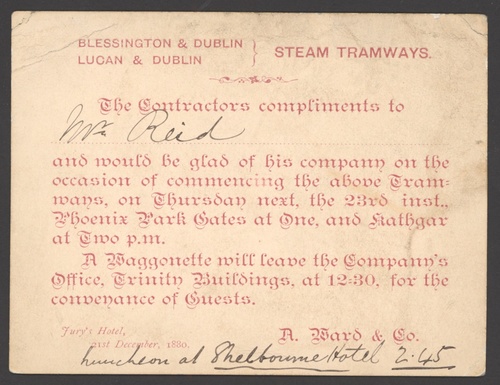 BLESSINGTON & DUBLIN } STEAM TRAMWAYS.
LUCAN & DUBLIN
The Contractors compliments to
Mr. Reid
and would be glad of his company on the
occasion of commencing the above Tram-
ways, on Thursday next, the 23rd inst.,
Phoenix Park Gates at One, and Rathgar
at Two p.m.
A Waggonette will leave the Company's
Office, Trinity Buildings, at 12-30, for the
conveyance of Guests.
Jury's Hotel,
21st December, 1880.
A. Ward & Co.
Luncheon at Shelbourne Hotel 2.45